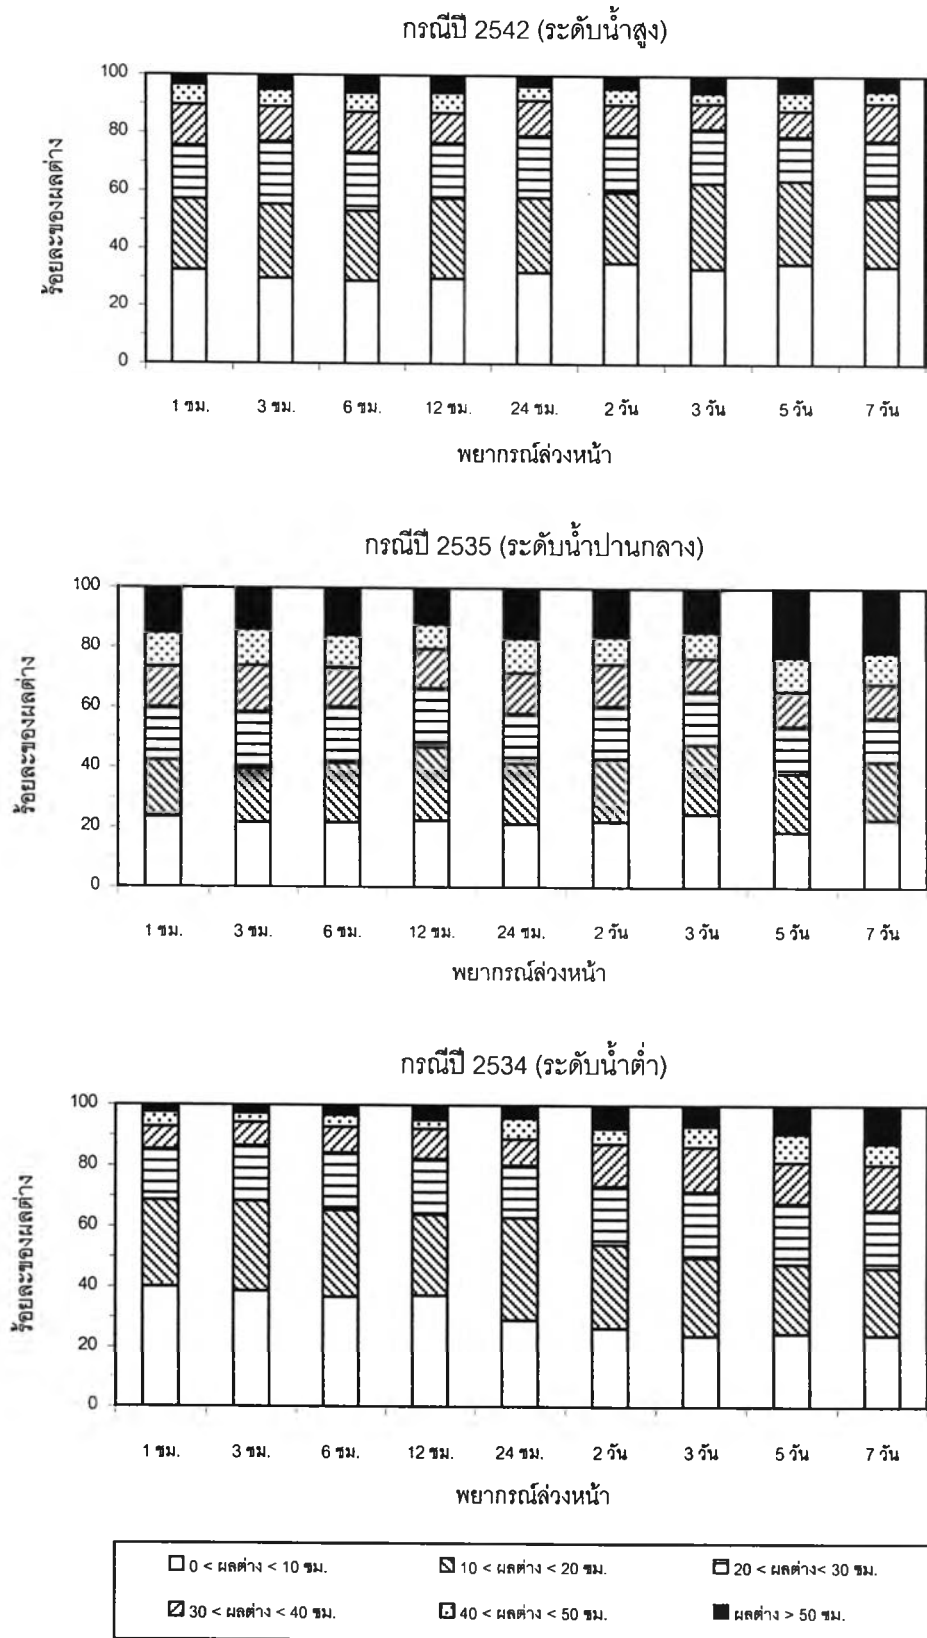 กรณีปี 2542 (ระดับน้ำสูง)
ร้อยละของผลต่าง
100
80
60
40
20
0
1 ชม. 3 ชม. 6 ชม. 12 ชม. 24 ชม. 2 วัน 3 วัน 5 วัน 7 วัน
พยากรณ์ล่วงหน้า
กรณีปี 2535 (ระดับน้ำปานกลาง)
ร้อยละของผลต่าง
100
80
60
40
20
0
1 ชม. 3 ชม. 6 ชม. 12 ชม. 24 ชม. 2 วัน 3 วัน 5 วัน 7 วัน
พยากรณ์ล่วงหน้า
กรณีปี 2534 (ระดับน้ำต่ำ)
ร้อยละของผลต่าง
100
80
60
40
20
0
1 ชม. 3 ชม. 6 ชม. 12 ชม. 24 ชม. 2 วัน 3 วัน 5 วัน 7 วัน
พยากรณ์ล่วงหน้า
0 < ผลต่าง < 10 ซม. 10 < ผลต่าง < 20 ซม. 20 < ผลต่าง< 30 ซม.
30 < ผลต่าง < 40 ซม. 40 < ผลต่าง < 50 ซม. ผลต่าง > 50 ซม.